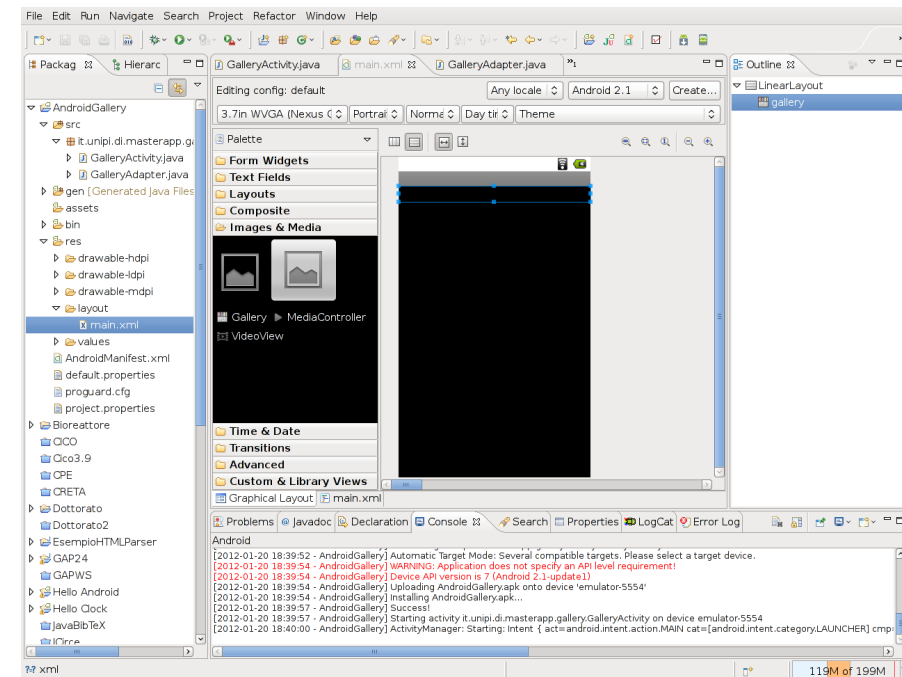 File Edit Run Navigate Search Project Refactor Window Help
Packag Hierarc
AndroidGallery
src
it.unipi.di.masterapp.ga
GalleryActivity.java
GalleryAdapter.java
gen [Generated Java Files
assets
bin
res
drawable-hdpi
drawable-ldpi
drawable-mdpi
layout
main.xml
values
AndroidManifest.xml
default.properties
proguard.cfg
project.properties
Bioreattore
CICO
Cico3.9
CPE
CRETA
Dottorato
Dottorato2
EsempioHTMLParser
GAP24
GAPWS
Hello Android
Hello Clock
JavaBibTeX
JCirce
GalleryActivity.java main.xml GalleryAdapter.java »1
Editing config: default Any locale Android 2.1 Create...
3.7in WVGA (Nexus Portrai Norma Day tir Theme
Palette
Form Widgets
Text Fields
Layouts
Composite
Images & Media
Gallery MediaController
VideoView
Time & Date
Transitions
Advanced
Custom & Library Views
Graphical Layout main.xml
Outline
LinearLayout
gallery
Problems Javadoc Declaration Console Search Properties LogCat Error Log
Android
[2012-01-20 18:39:52 - AndroidGallery] Automatic Target Mode: Several compatible targets. Please select a target device.
[2012-01-20 18:39:54 - AndroidGallery] WARNING: Application does not specify an API level requirement!
[2012-01-20 18:39:54 - AndroidGallery] Device API version is 7 (Android 2.1-update1)
[2012-01-20 18:39:54 - AndroidGallery] Uploading AndroidGallery.apk onto device 'emulator-5554'
[2012-01-20 18:39:54 - AndroidGallery] Installing AndroidGallery.apk...
[2012-01-20 18:39:57 - AndroidGallery] Success!
[2012-01-20 18:39:57 - AndroidGallery] Starting activity it.unipi.di.masterapp.gallery.GalleryActivity on device emulator-5554
[2012-01-20 18:40:00 - AndroidGallery] ActivityManager: Starting: Intent { act=android.intent.action.MAIN cat=[android.intent.category.LAUNCHER] cmp=
xml
119M of 199M